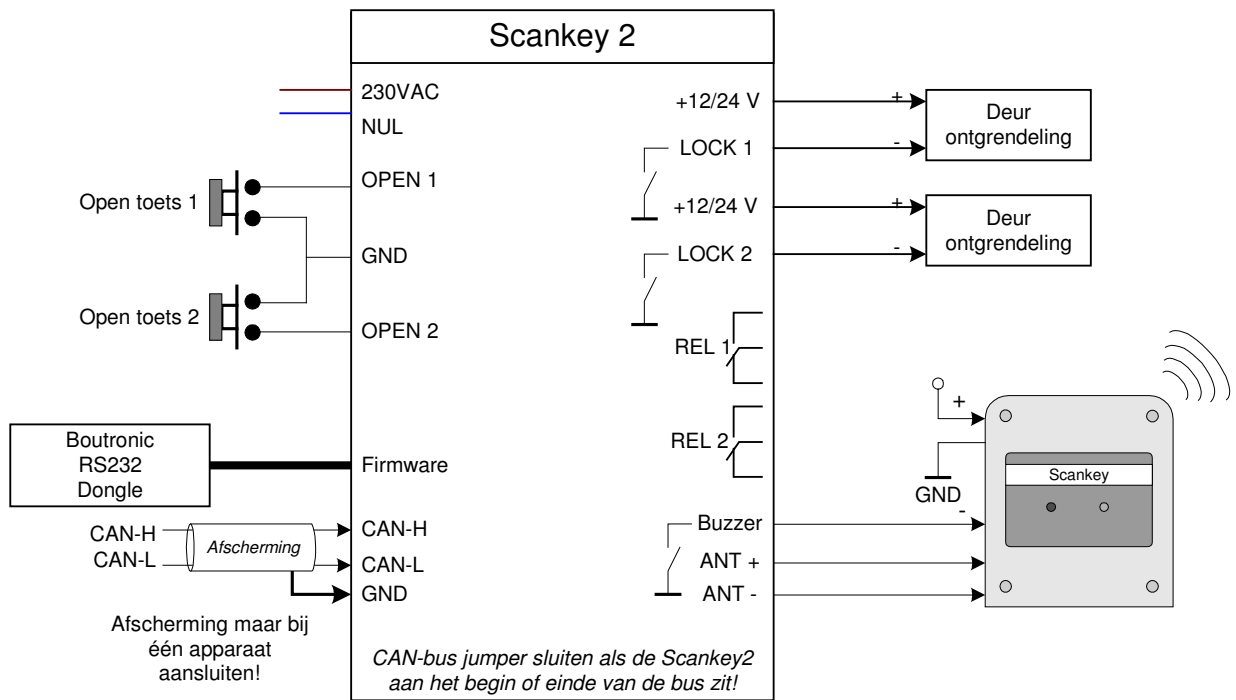 Scankey 2
230VAC
NUL
OPEN 1
GND
OPEN 2
Firmware
CAN-H
CAN-L
GND
+12/24 V
LOCK 1
+12/24 V
LOCK 2
REL 1
REL 2
Buzzer
ANT +
ANT -
CAN-bus jumper sluiten als de Scankey2
aan het begin of einde van de bus zit!
Open toets 1
Open toets 2
Boutronic
RS232
Dongle
CAN-H
CAN-L
Afscherming
Afscherming maar bij
één apparaat
aansluiten!
+
-
Deur
ontgrendeling
+
-
Deur
ontgrendeling
+
GND
-
Scankey